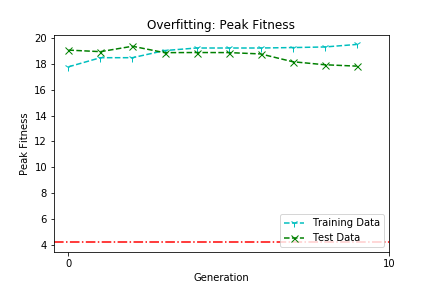 Overfitting: Peak Fitness
20
18
16
14
12
10
8
6
4
Peak Fitness
Training Data
Test Data
0
10
Generation